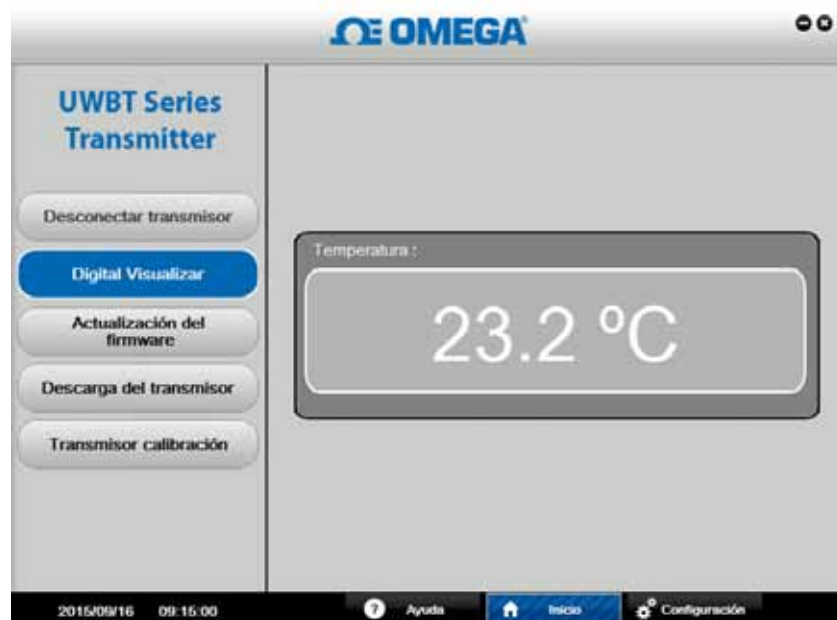 OMEGA
UWBT Series
Transmitter
Desconectar transmisor
Digital Visualizar
Actualización del
firmware
Descarga del transmisor
Transmisor calibración
Temperatura :
23.2 ºC
2015/09/16 09:15:00
? Ayuda
Inicio
Configuración